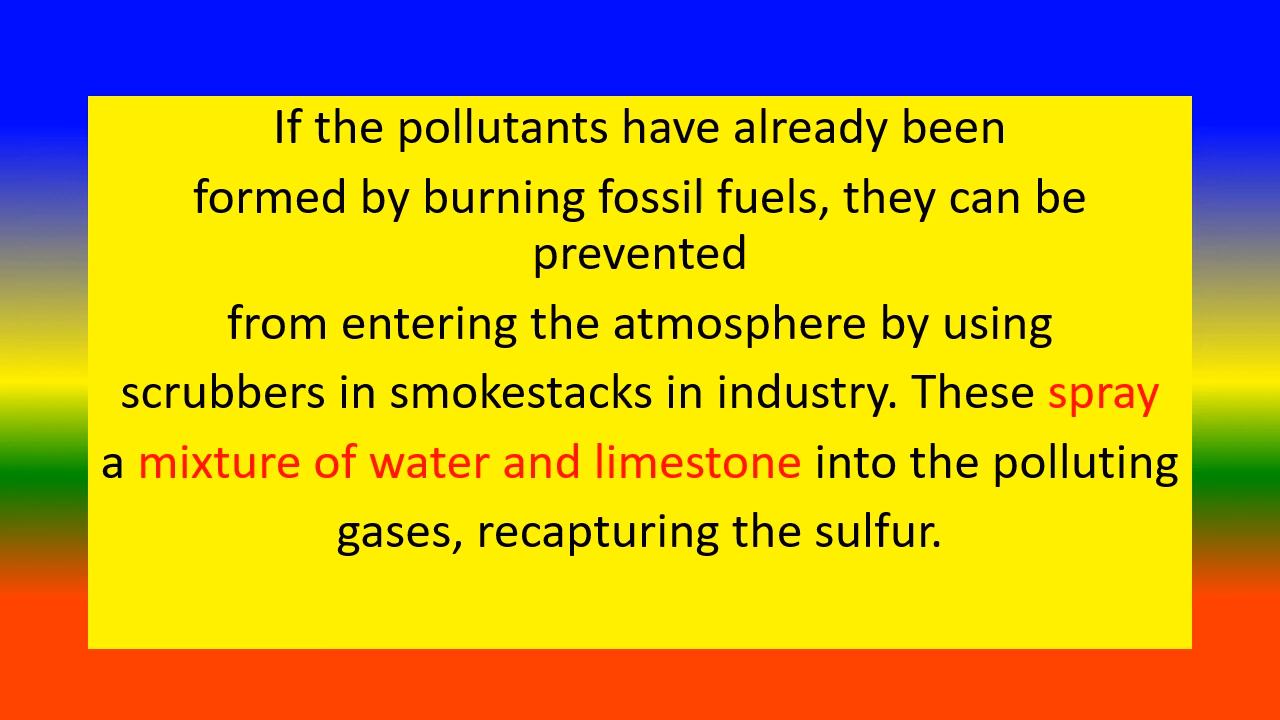 If the pollutants have already been
formed by burning fossil fuels, they can be
prevented
from entering the atmosphere by using
scrubbers in smokestacks in industry. These spray
a mixture of water and limestone into the polluting
gases, recapturing the sulfur.